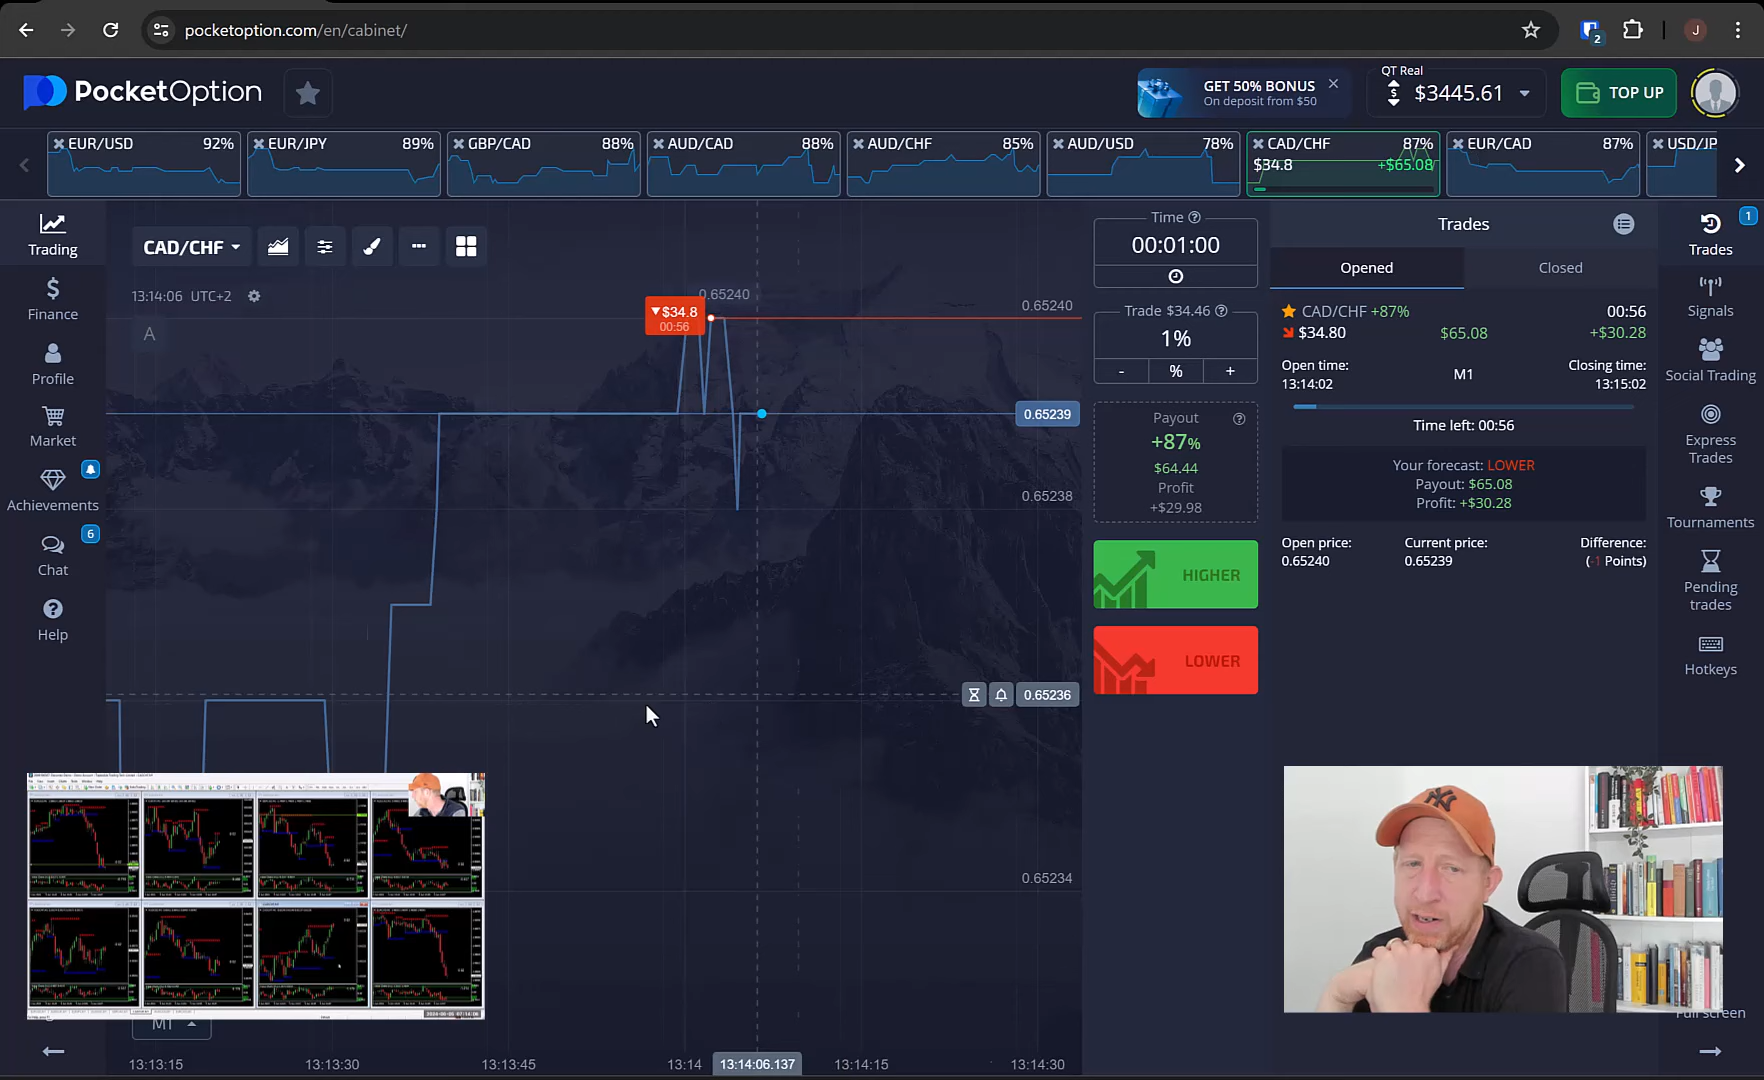 pocketoption.com/en/cabinet/
2
J
PocketOption
GET 50% BONUS
On deposit from $50
QT Real
$3445.61
TOP UP
EUR/USD 92%
EUR/JPY 89%
GBP/CAD 88%
AUD/CAD 88%
AUD/CHF 85%
AUD/USD 78%
CAD/CHF 87%
$34.8 +$65.08
EUR/CAD 87%
USD/JP
Trading
Finance
Profile
Market
Achievements
6
Chat
Help
CAD/CHF
13:14:06 UTC+2
A
0.65240
$34.8
00:56
0.65240
0.65239
0.65238
0.65236
0.65234
M1
13:13:15
13:13:30
13:13:45
13:14
13:14:06.137
13:14:15
13:14:30
Time
00:01:00
Trade $34.46
1%
- % +
Payout
+87%
$64.44
Profit
+$29.98
HIGHER
LOWER
Trades
Opened
Closed
CAD/CHF +87% 00:56
$34.80 $65.08 +$30.28
Open time: Closing time:
13:14:02 M1 13:15:02
Time left: 00:56
Your forecast: LOWER
Payout: $65.08
Profit: +$30.28
Open price: Current price: Difference:
0.65240 0.65239 (-1 Points)
1
Trades
Signals
Social Trading
Express
Trades
Tournaments
Pending
trades
Hotkeys
Full screen